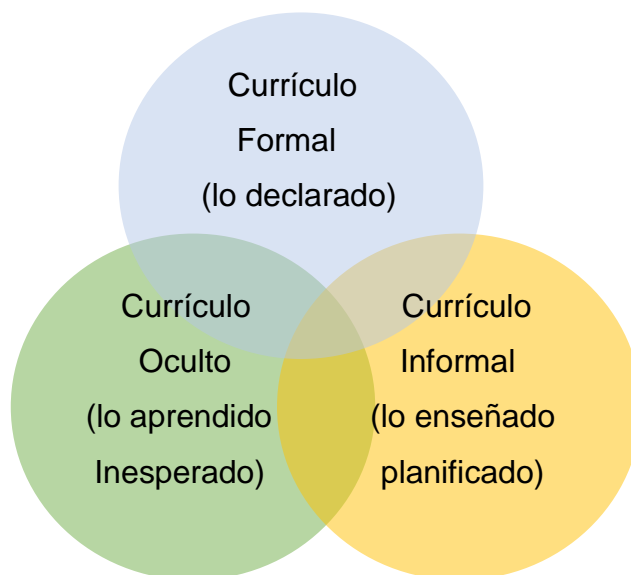 Currículo
Formal
(lo declarado)
Currículo
Oculto
(lo aprendido
Inesperado)
Currículo
Informal
(lo enseñado
planificado)